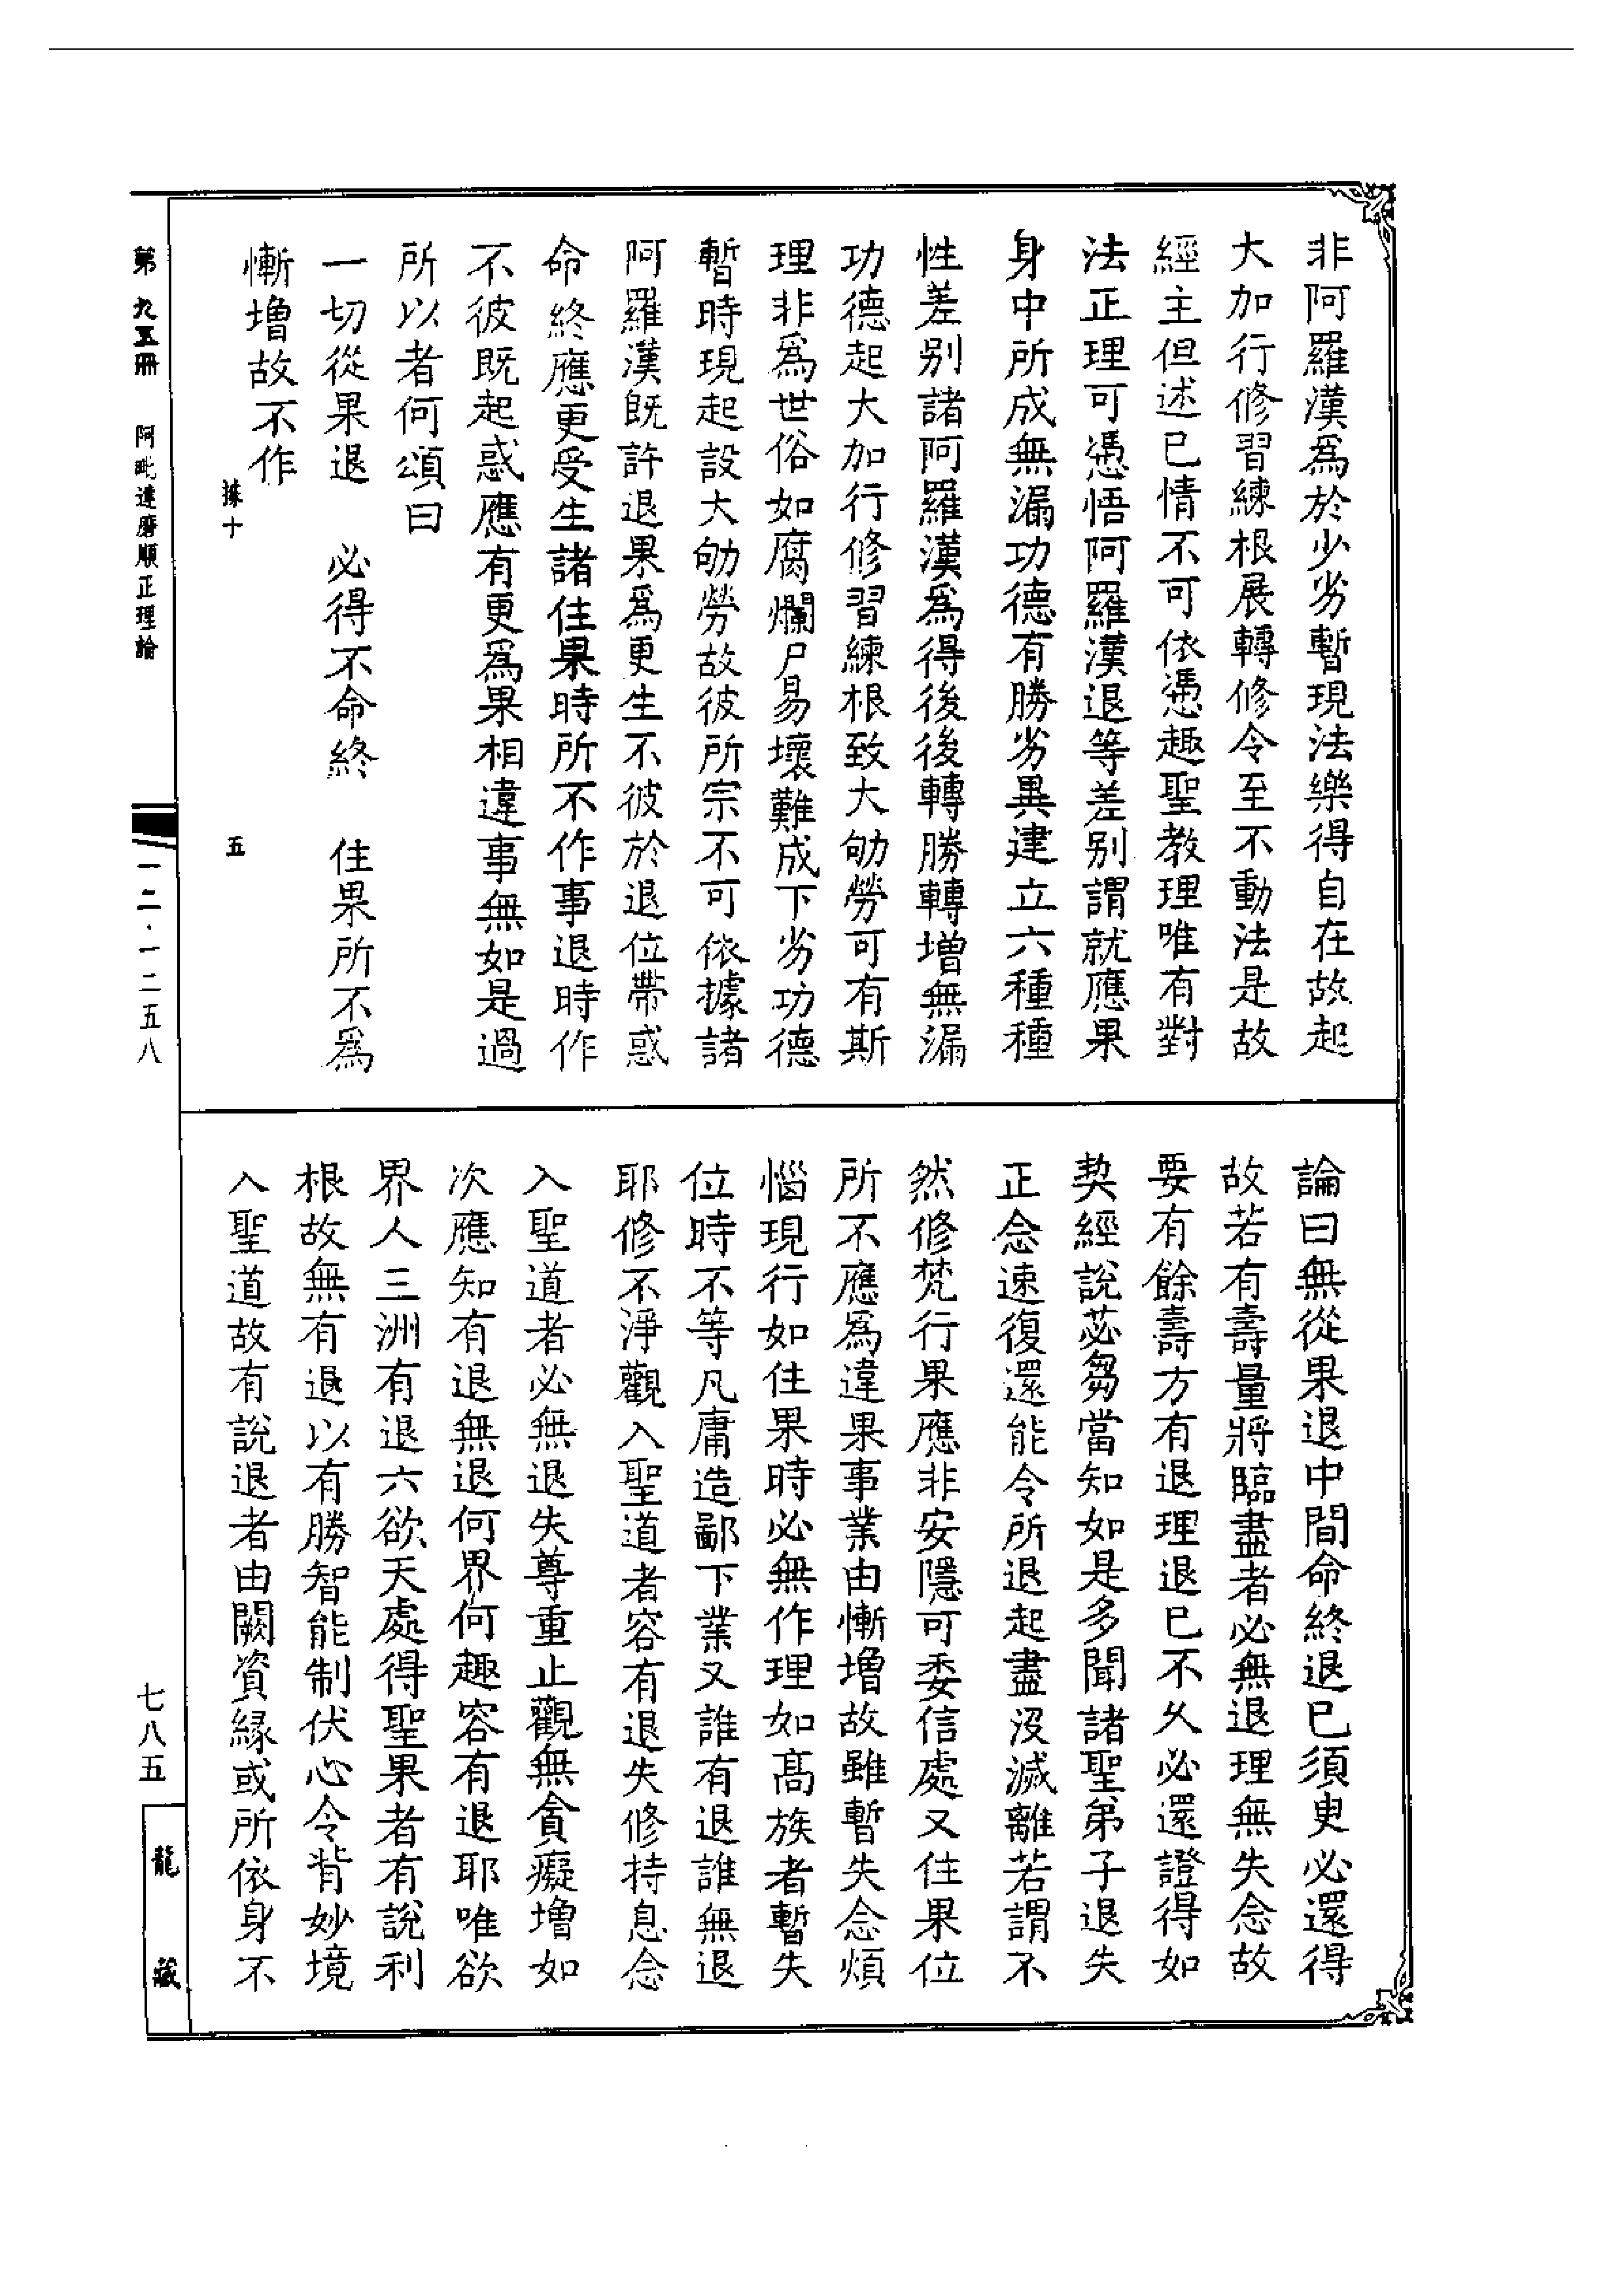 非阿羅漢爲於少劣暫現法樂得自在故起
大加行修習練根展轉修令至不動法是故
經主但述已情不可依憑趣聖教理唯有對
法正理可憑悟阿羅漢退等差别謂就應果
身中所成無漏功德有勝劣異建立六種種
性差别諸阿羅漢爲得後後轉勝轉增無漏
功德起大加行修習練根致大劬勞可有斯
理非爲世俗如腐爛尸易壞難成下劣功德
暫時現起設大劬勞故彼所宗不可依據諸
阿羅漢既許退果爲更生不彼於退位帶惑
命終應更受生諸住果時所不作事退時作
不彼既起惑應有更爲果相違事無如是過
所以者何頌曰
一切從果退 必得不命終 住果所不爲
慚增故不作
據十 五
論曰無從果退中間命終退已須臾必還得
故若有壽量將臨盡者必無退理無失念故
要有餘壽方有退理退已不久必還證得如
契經說苾芻當知如是多聞諸聖弟子退失
正念速復還能令所退起盡沒滅離若謂不
然修梵行果應非安隱可委信處又住果位
所不應爲違果事業由慚增故雖暫失念煩
惱現行如住果時必無作理如高族者暫失
位時不等凡庸造鄙下業又誰有退誰無退
耶修不淨觀入聖道者容有退失修持息念
入聖道者必無退失尊重止觀無貪癡增如
次應知有退無退何界何趣容有退耶唯欲
界人三洲有退六欲天處得聖果者有說利
根故無有退以有勝智能制伏心令背妙境
入聖道故有說退者由闕資緣或所依身不
第九五冊 阿毗達磨順正理論 一二·一二五八
七八五 龍藏